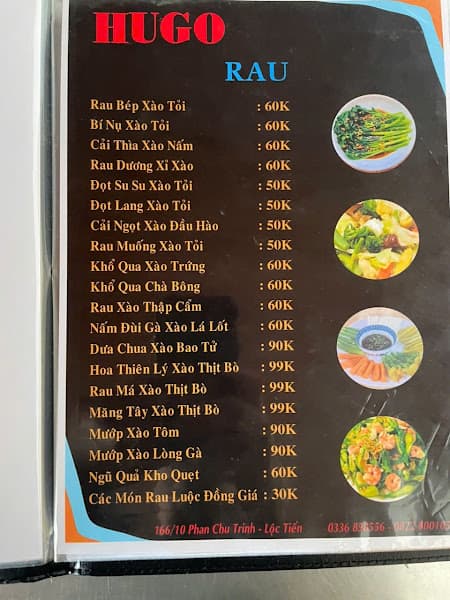 HUGO
RAU
Rau Bép Xào Tỏi : 60K
Bí Nụ Xào Tỏi : 60K
Cải Thìa Xào Nấm : 60K
Rau Dương Xỉ Xào : 60K
Đọt Su Su Xào Tỏi : 50K
Đọt Lang Xào Tỏi : 50K
Cải Ngọt Xào Dầu Hào : 50K
Rau Muống Xào Tỏi : 50K
Khổ Qua Xào Trứng : 60K
Khổ Qua Chà Bông : 60K
Rau Xào Thập Cẩm : 60K
Nấm Đùi Gà Xào Lá Lốt : 60K
Dưa Chua Xào Bao Tử : 90K
Hoa Thiên Lý Xào Thịt Bò : 99K
Rau Má Xào Thịt Bò : 99K
Măng Tây Xào Thịt Bò : 99K
Mướp Xào Tôm : 90K
Mướp Xào Lòng Gà : 90K
Ngũ Quả Kho Quẹt : 60K
Các Món Rau Luộc Đồng Giá : 30K
166/10 Phan Chu Trinh - Lộc Tiến 0336